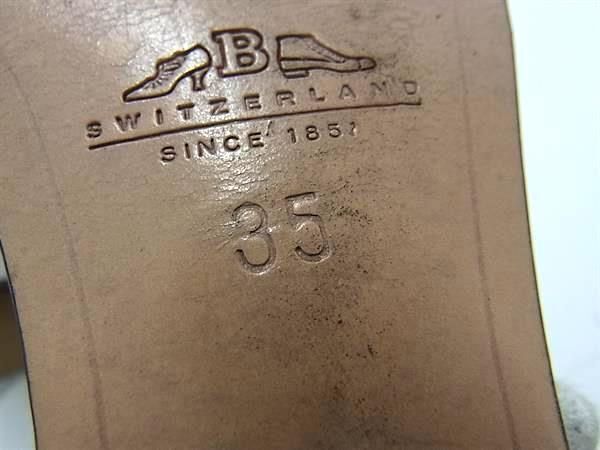 B
SWITZERLAND
SINCE 1851
35